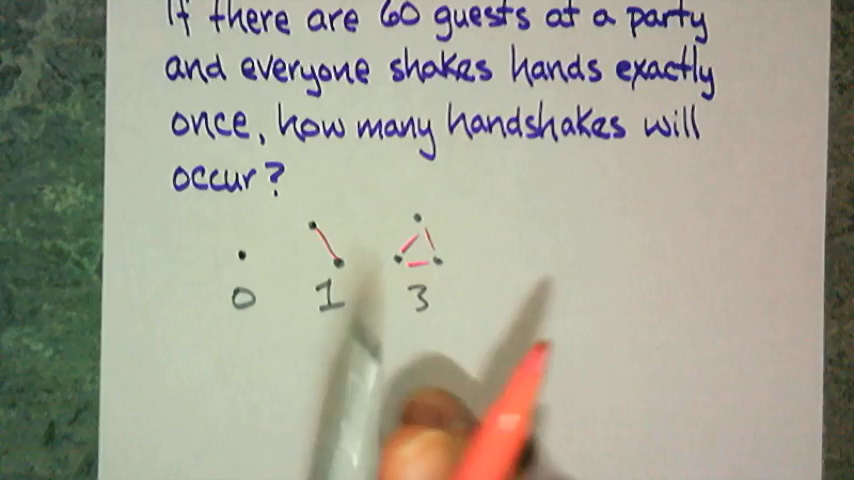 If there are 60 guests at a party
and everyone shakes hands exactly
once, how many handshakes will
occur?
0 1 3